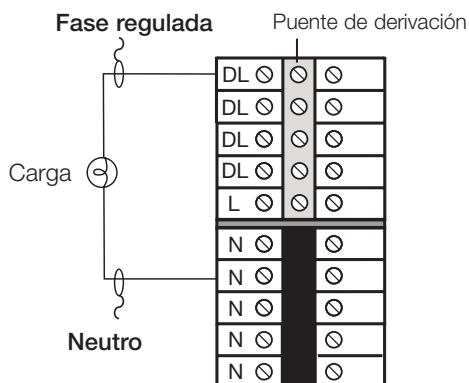 Fase regulada
Puente de derivación
DL
DL
DL
DL
Carga
L
N
N
N
Neutro
N
N